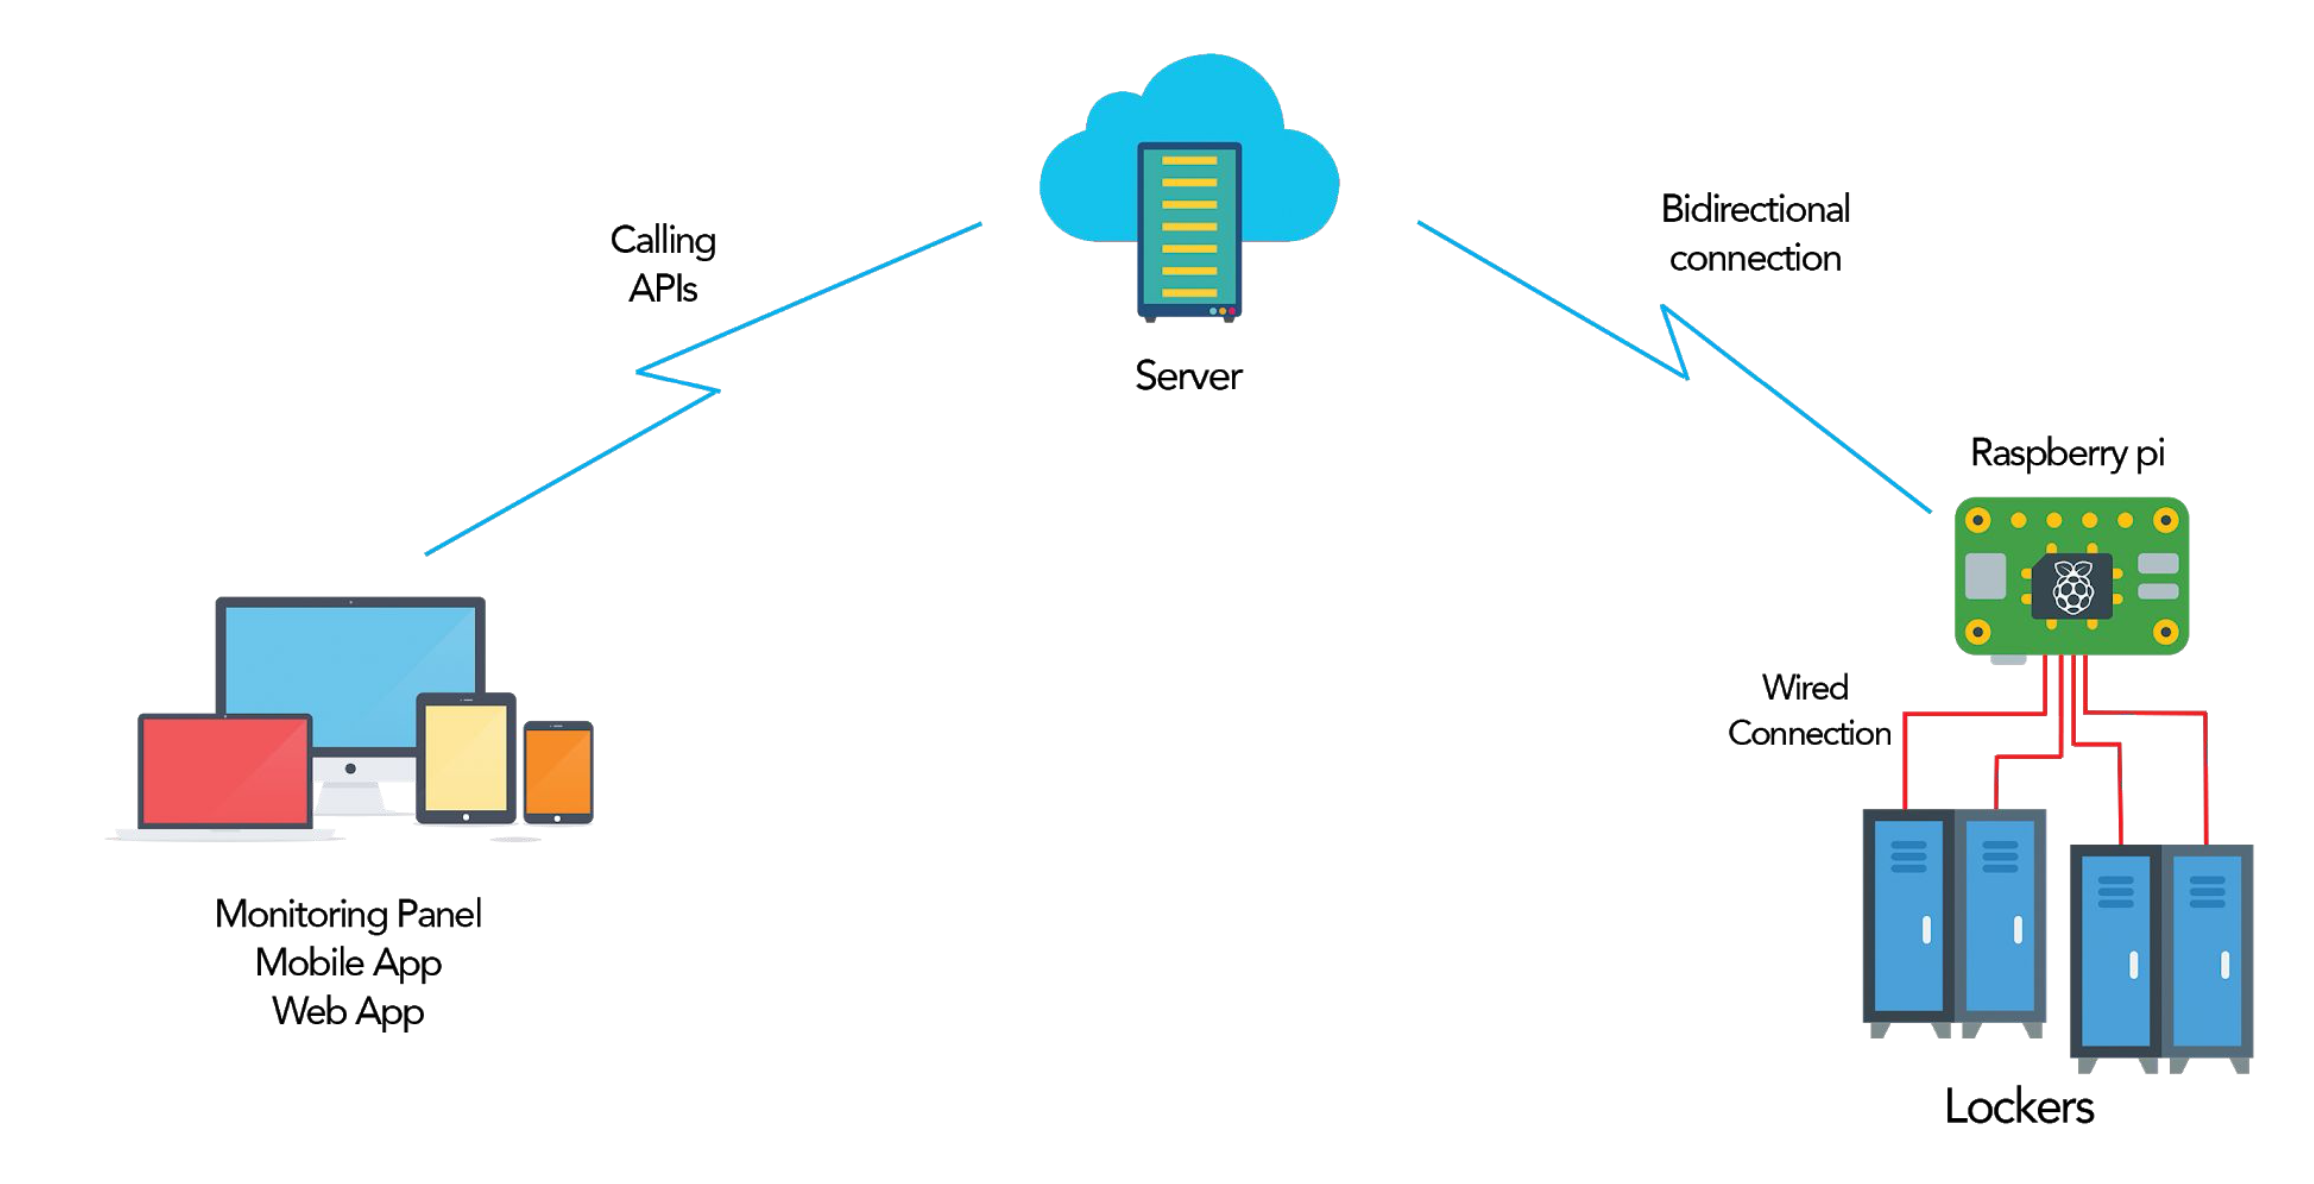 Calling
APIs
Server
Bidirectional
connection
Raspberry pi
Wired
Connection
Monitoring Panel
Mobile App
Web App
Lockers